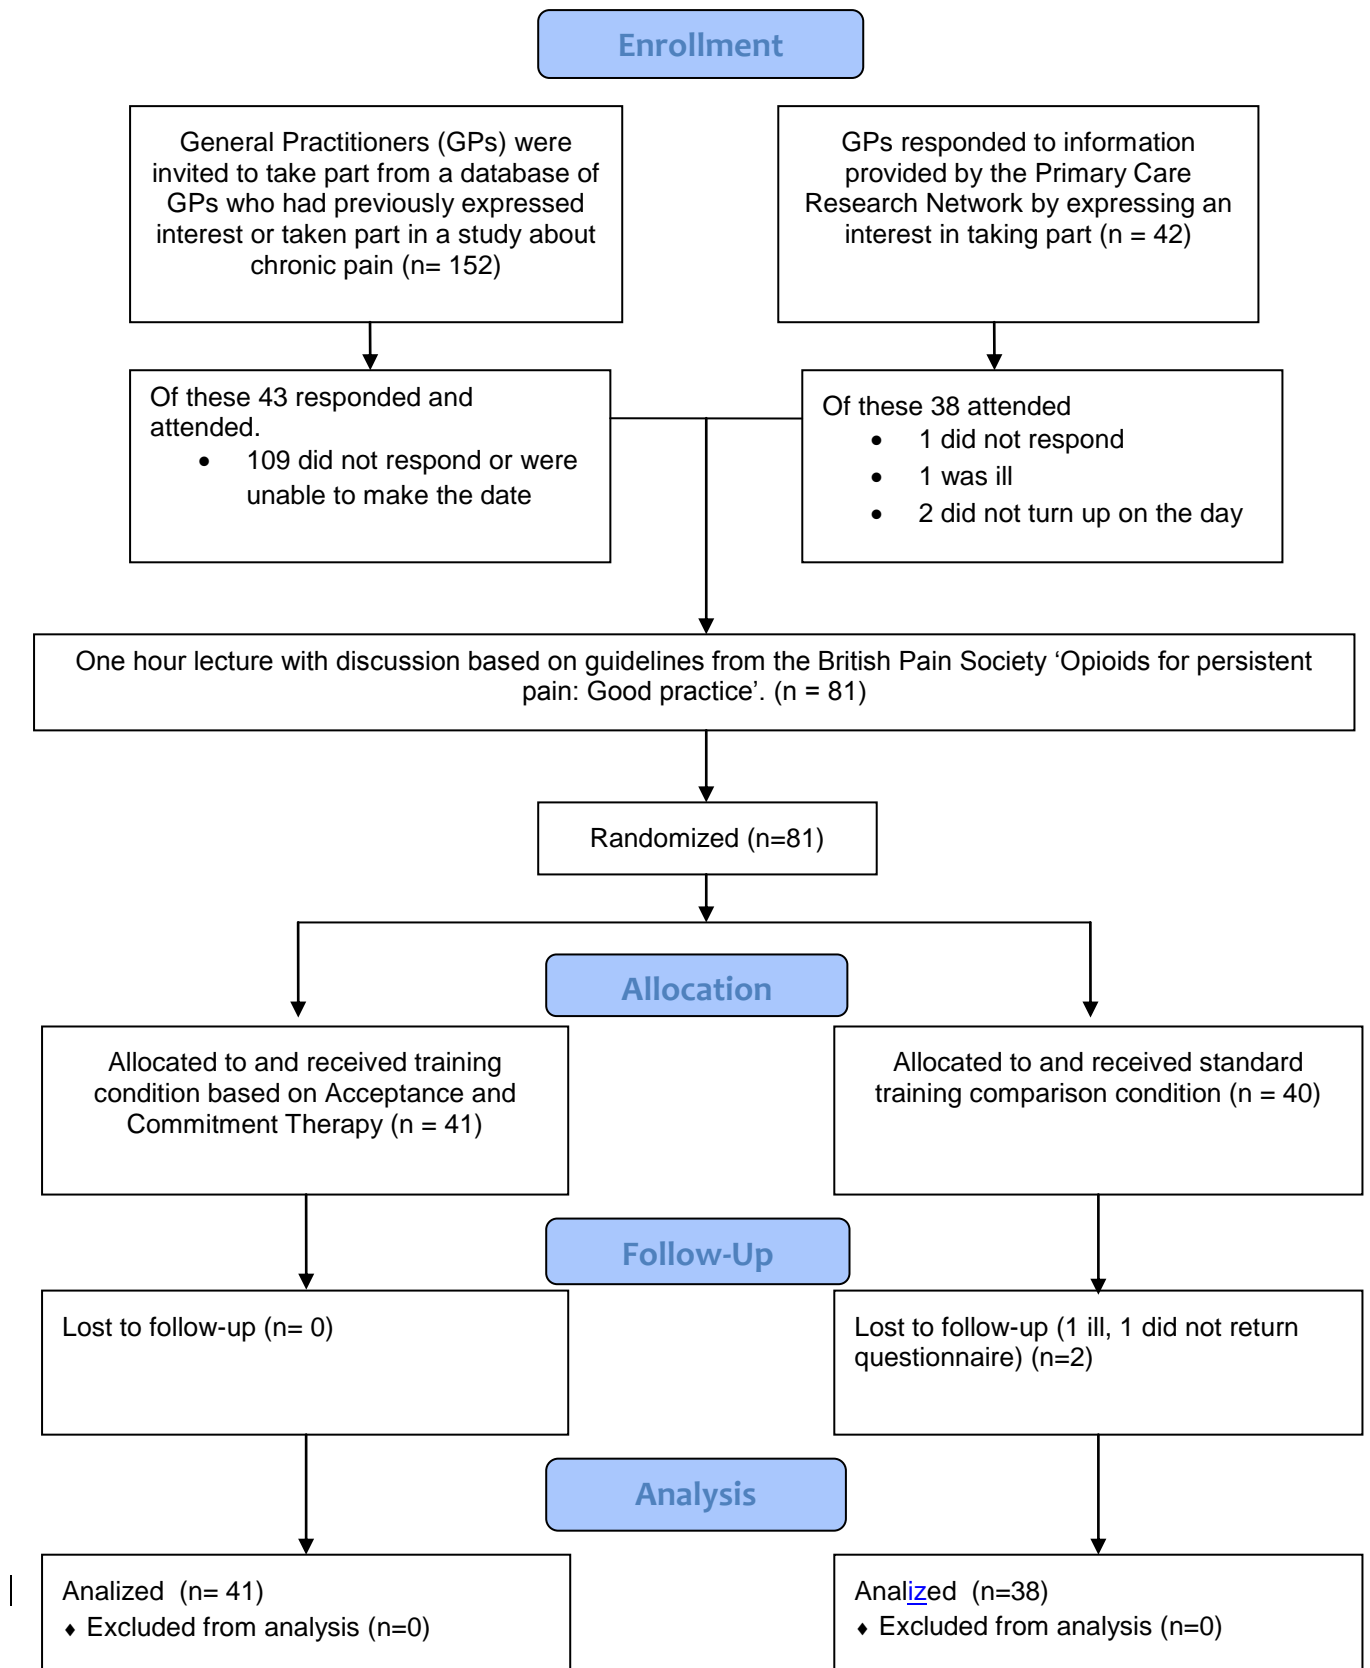 Enrollment
General Practitioners (GPs) were
invited to take part from a database of
GPs who had previously expressed
interest or taken part in a study about
chronic pain (n= 152)
GPs responded to information
provided by the Primary Care
Research Network by expressing an
interest in taking part (n = 42)
Of these 43 responded and
attended.
• 109 did not respond or were
unable to make the date
Of these 38 attended
• 1 did not respond
• 1 was ill
• 2 did not turn up on the day
One hour lecture with discussion based on guidelines from the British Pain Society ‘Opioids for persistent
pain: Good practice’. (n = 81)
Randomized (n=81)
Allocation
Allocated to and received training
condition based on Acceptance and
Commitment Therapy (n = 41)
Allocated to and received standard
training comparison condition (n = 40)
Follow-Up
Lost to follow-up (n= 0)
Lost to follow-up (1 ill, 1 did not return
questionnaire) (n=2)
Analysis
Analized (n= 41)
♦ Excluded from analysis (n=0)
Analized (n=38)
♦ Excluded from analysis (n=0)